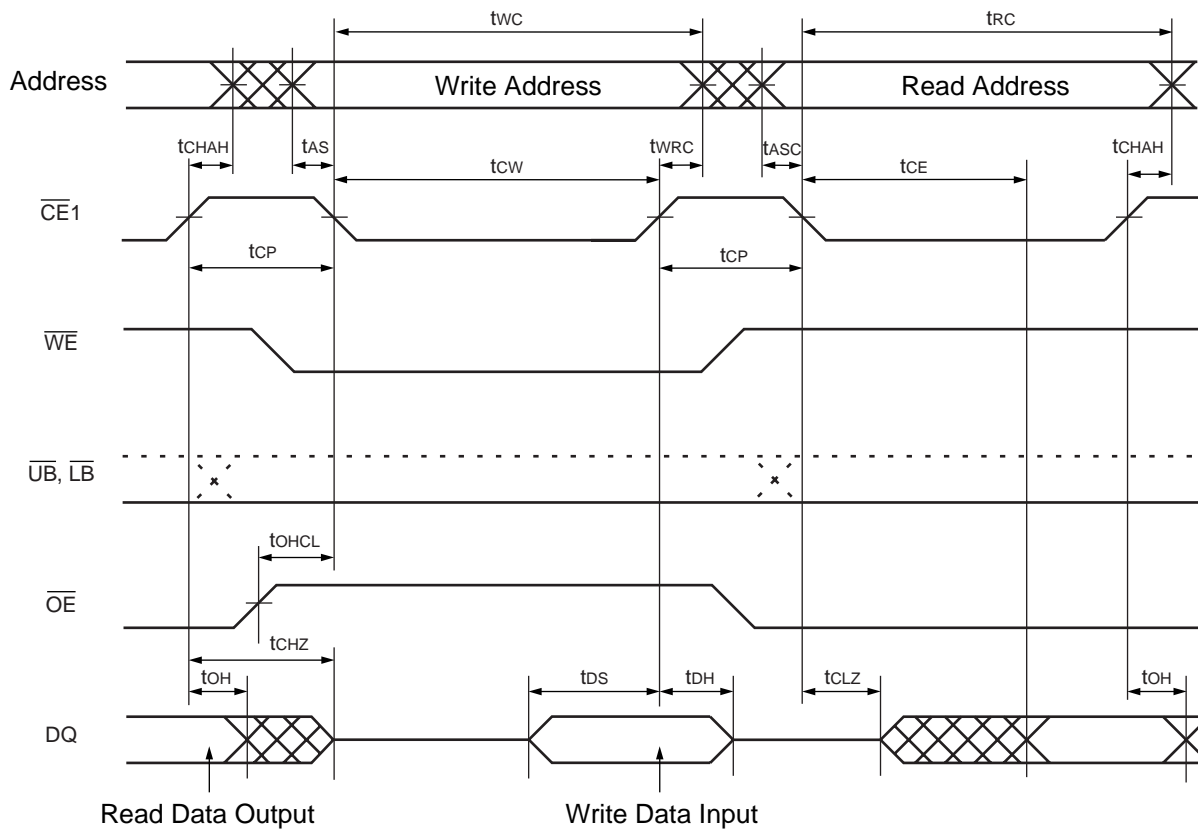 tWC tRC
Address Write Address Read Address
tCHAH tAS tCW tWRC tASC tCE tCHAH
CE1
tCP tCP
WE
UB, LB
tOHCL
OE
tCHZ
tOH tDS tDH tCLZ tOH
DQ
Read Data Output Write Data Input